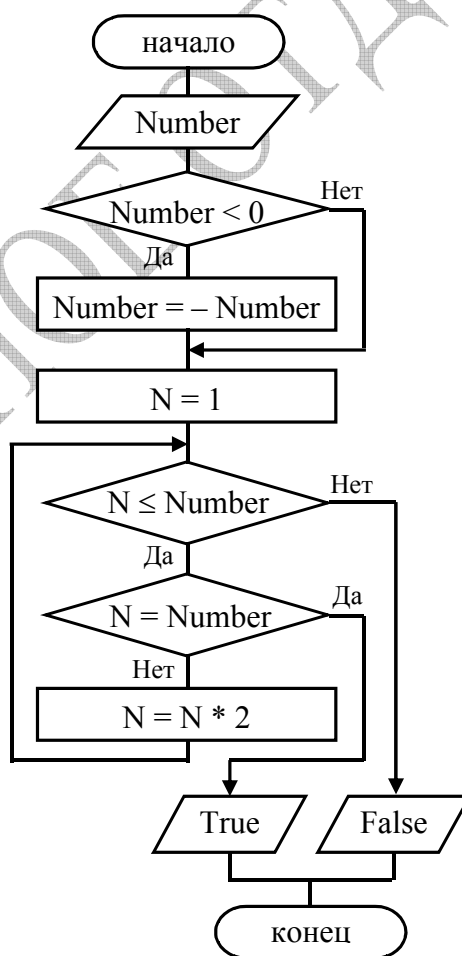 начало
Number
Number < 0
Нет
Да
Number = – Number
N = 1
N ≤ Number
Нет
Да
N = Number
Да
Нет
N = N * 2
True
False
конец